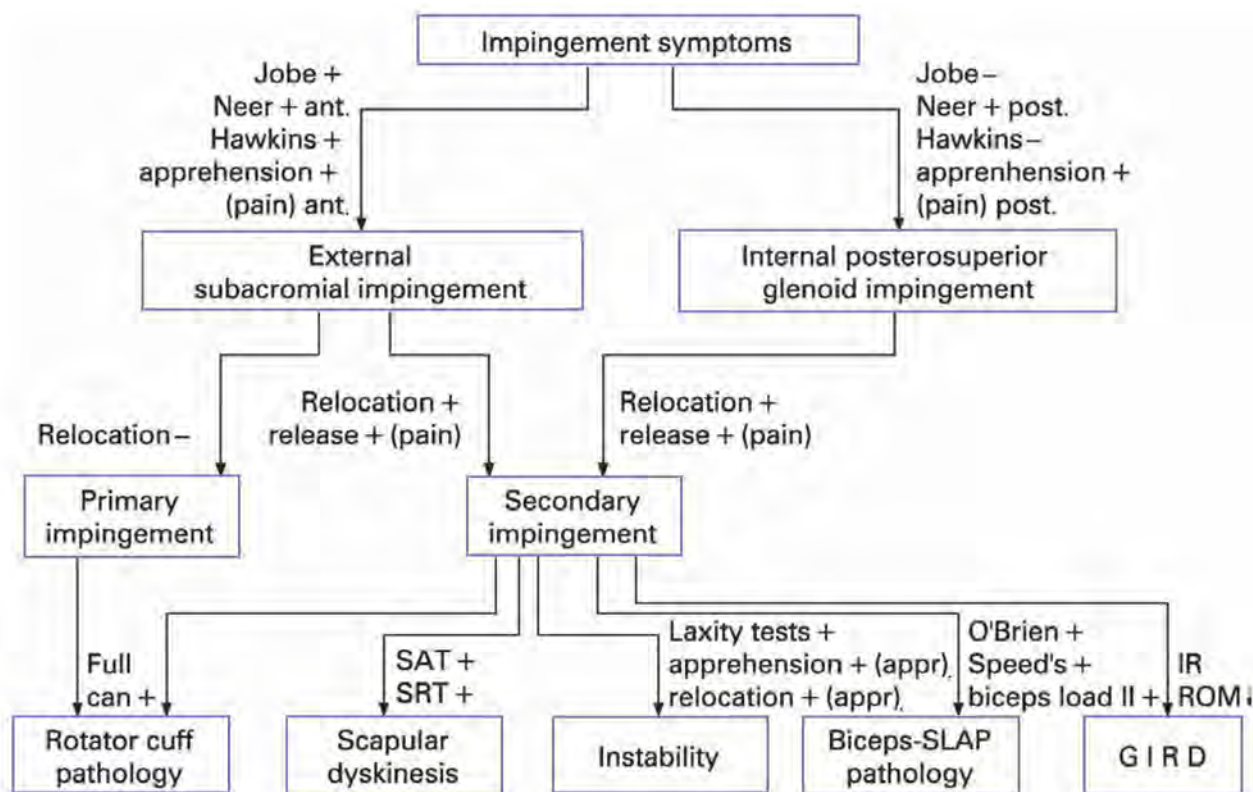 Impingement symptoms
Jobe +
Neer + ant.
Hawkins +
apprehension +
(pain) ant.
Jobe–
Neer + post.
Hawkins–
apprenhension +
(pain) post.
External
subacromial impingement
Internal posterosuperior
glenoid impingement
Relocation–
Relocation +
release + (pain)
Relocation +
release + (pain)
Primary
impingement
Secondary
impingement
Full
can +
SAT +
SRT +
Laxity tests +
apprehension + (appr)
relocation + (appr)
O'Brien +
Speed's +
biceps load II +
IR
ROM↓
Rotator cuff
pathology
Scapular
dyskinesis
Instability
Biceps-SLAP
pathology
G I R D